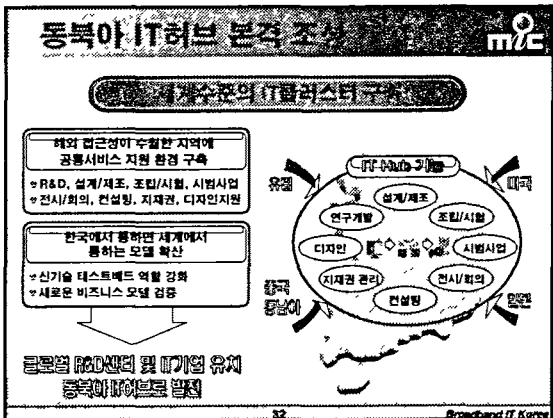 동북아 IT허브 본격 조성
mic
세계수준의 IT클러스터 구축
해외 접근성이 수월한 지역에
공통서비스 지원 환경 구축
R&D, 설계/제조, 조립/시험, 시범사업
전시/회의, 컨설팅, 지재권, 디자인지원
한국에서 통하면 세계에서
통하는 모델 확산
신기술 테스트베드 역할 강화
새로운 비즈니스 모델 검증
글로벌 R&D센터 및 IT기업 유치
동북아 IT허브로 발전
IT Hub 기능
유럽
미국
설계/제조
연구개발
조립/시험
디자인
시범사업
지재권 관리
전시/회의
컨설팅
중국
동남아
일본
32
Broadband IT Korea